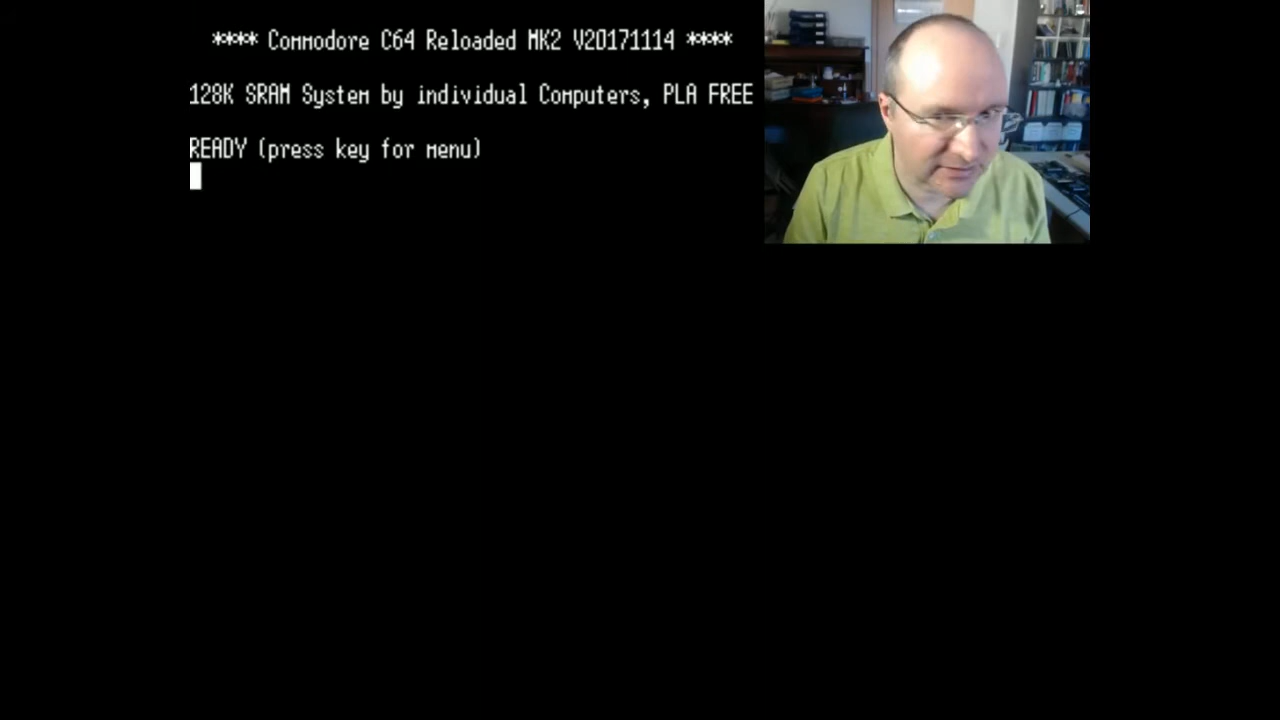 **** Commodore C64 Reloaded MK2 V20171114 ****
128K SRAM System by individual Computers, PLA FREE
READY (press key for menu)